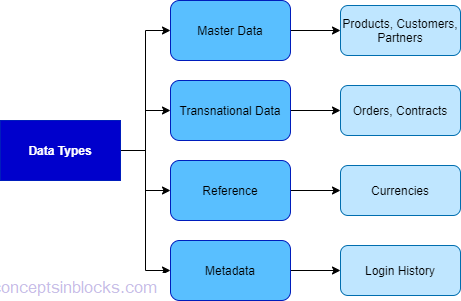 Data Types
Master Data
Products, Customers,
Partners
Transnational Data
Orders, Contracts
Reference
Currencies
Metadata
Login History
conceptsinblocks.com